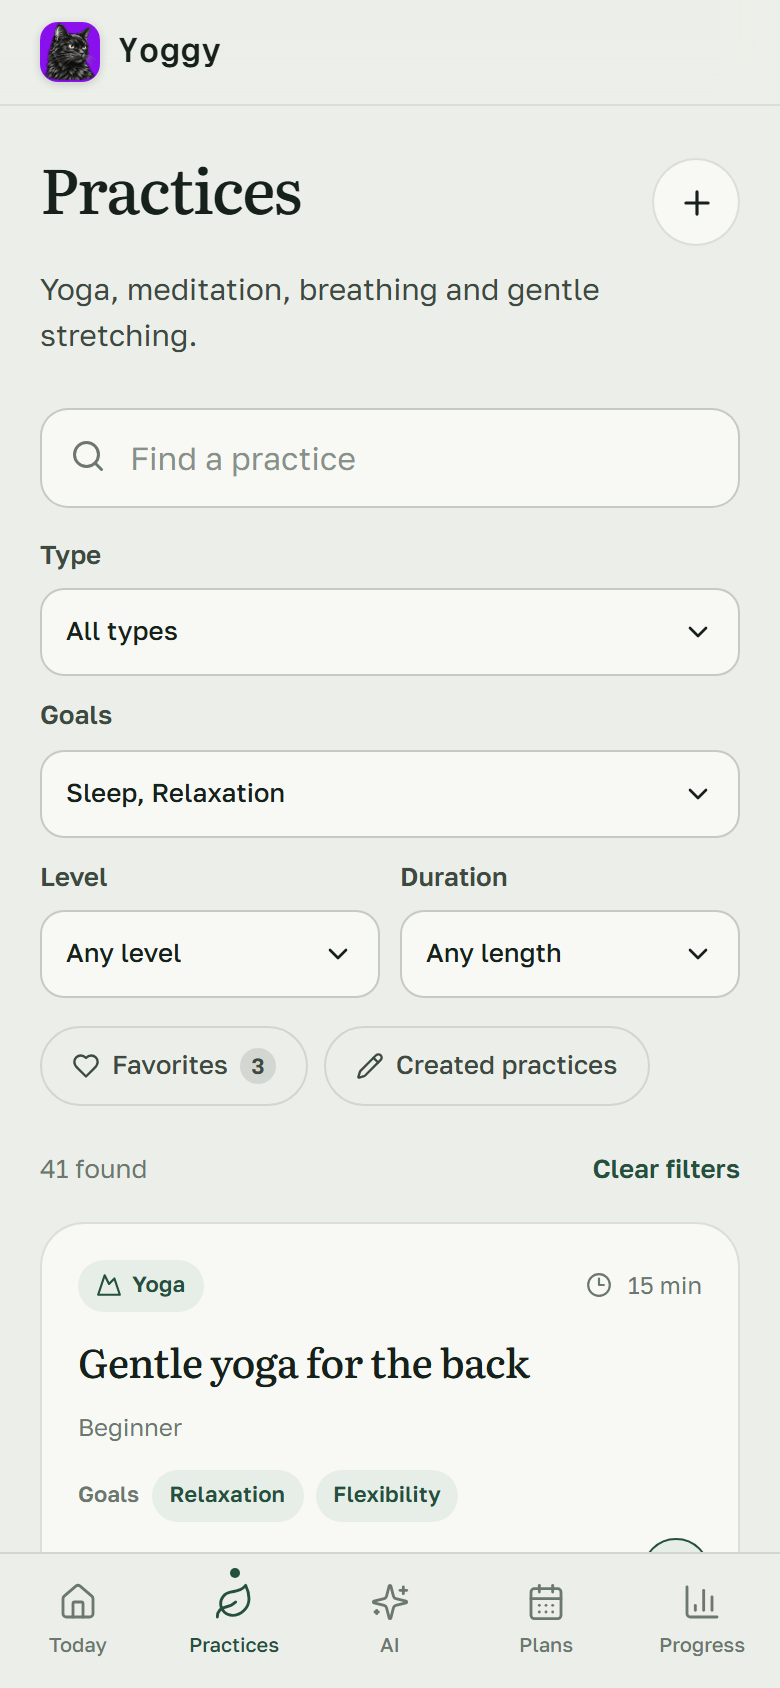 Yoggy
Practices
Yoga, meditation, breathing and gentle
stretching.
Find a practice
Type
All types
Goals
Sleep, Relaxation
Level
Duration
Any level
Any length
Favorites 3
Created practices
41 found
Clear filters
Yoga
15 min
Gentle yoga for the back
Beginner
Goals Relaxation Flexibility
Today
Practices
AI
Plans
Progress